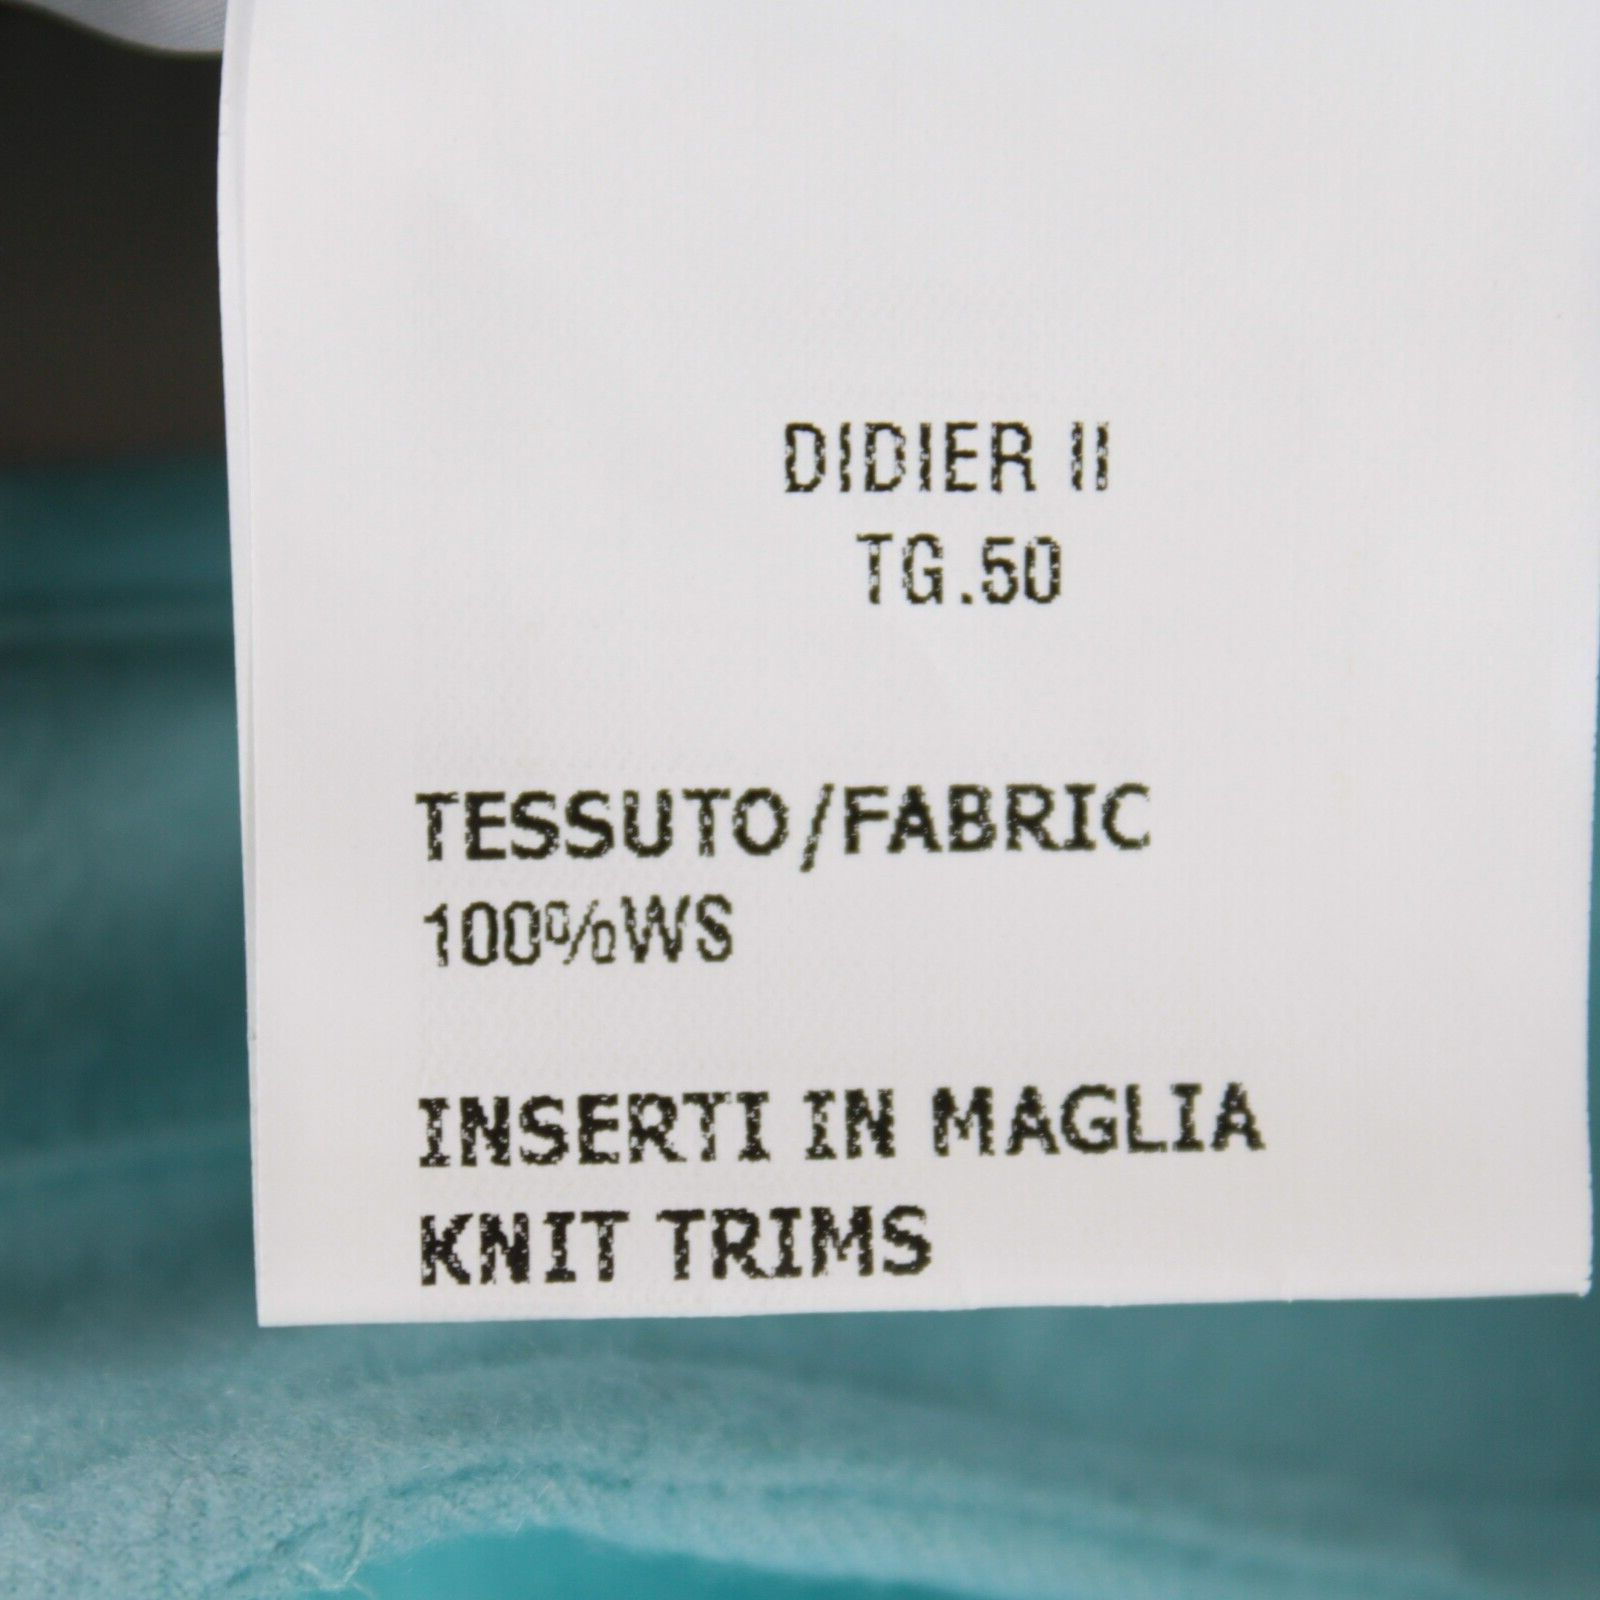 DIDIER II
TG.50
TESSUTO/FABRIC
100%WS
INSERTI IN MAGLIA
KNIT TRIMS